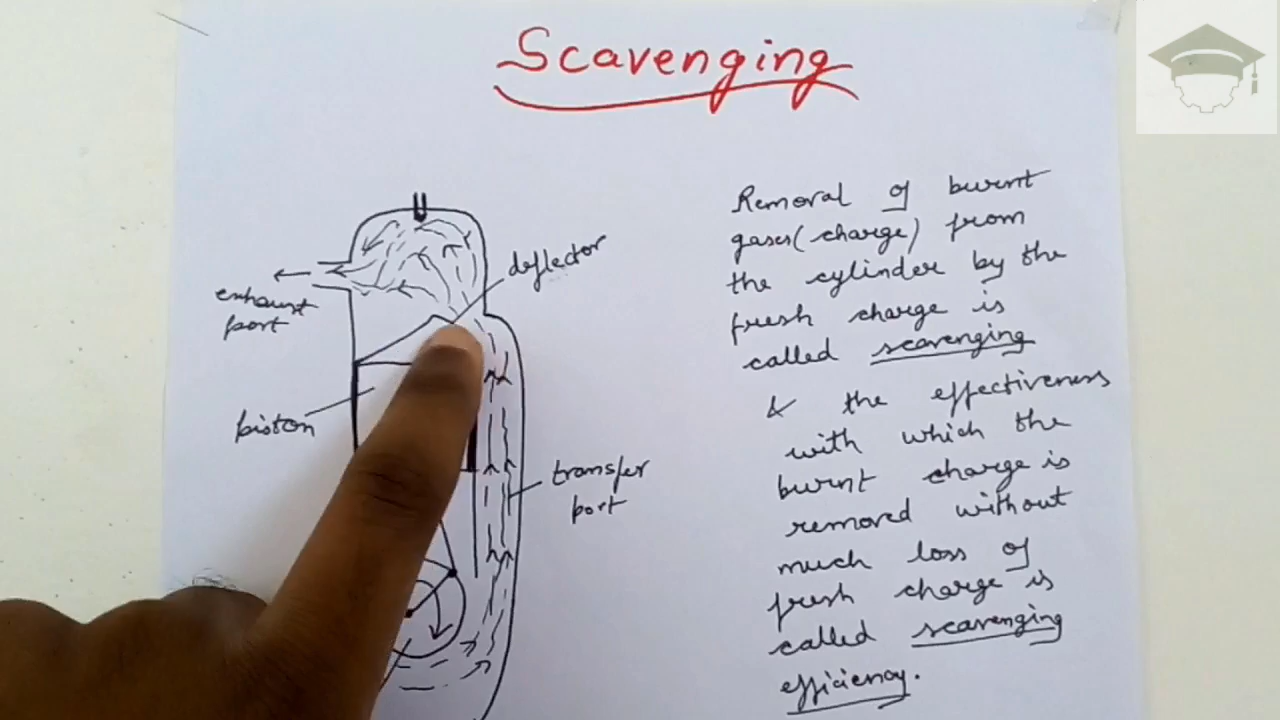 Scavenging
deflector
exhaust
port
piston
transfer
port
Removal of burnt
gases(charge) from
the cylinder by the
fresh charge is
called scavenging
& the effectiveness
with which the
burnt charge is
removed without
much loss of
fresh charge is
called scavenging
efficiency.